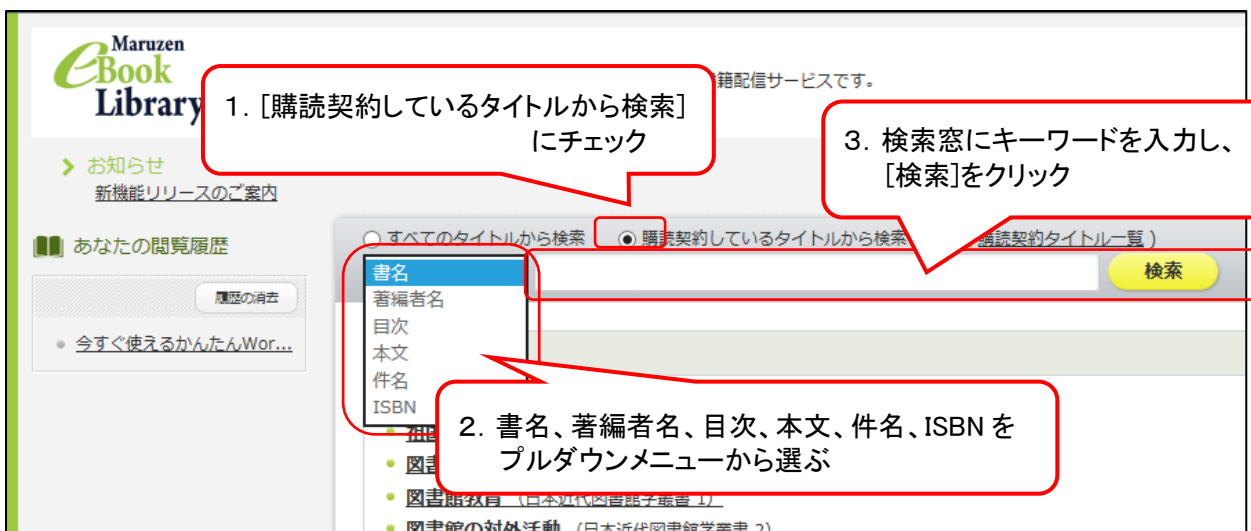 Maruzen
eBook
Library
籍配信サービスです。
1. [購読契約しているタイトルから検索]
にチェック
3. 検索窓にキーワードを入力し、
[検索]をクリック
お知らせ
新機能リリースのご案内
あなたの閲覧履歴
履歴の消去
今すぐ使えるかんたんWor...
すべてのタイトルから検索
購読契約しているタイトルから検索
購読契約タイトル一覧 )
検索
書名
著編者名
目次
本文
件名
ISBN
2. 書名、著編者名、目次、本文、件名、ISBN を
プルダウンメニューから選ぶ
図書館教育 (日本近代図書館学叢書 1)
図書館の対外活動 (日本近代図書館学叢書 2)